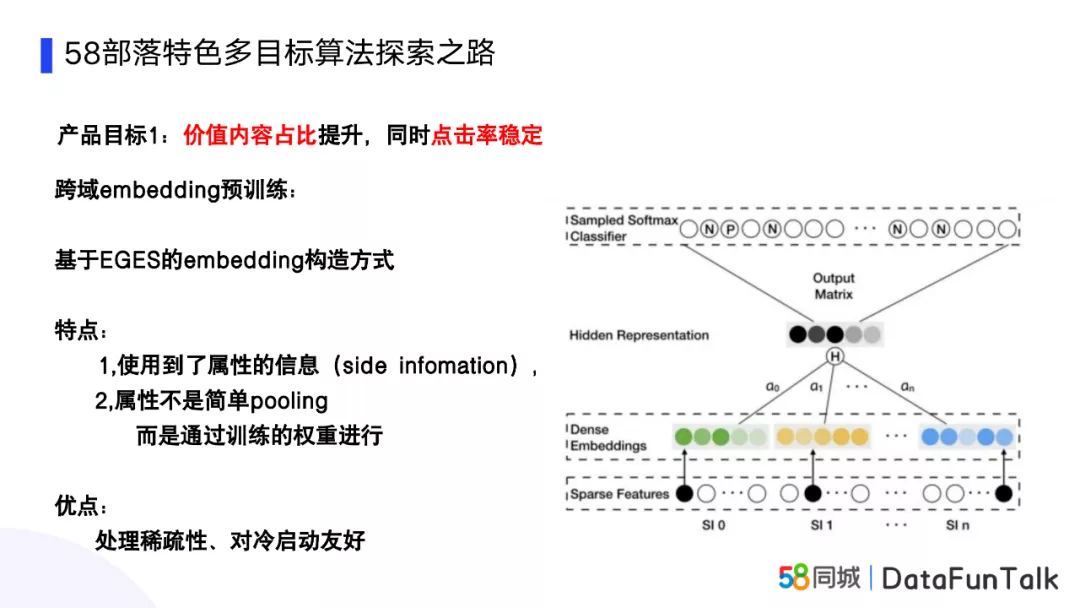 58部落特色多目标算法探索之路
产品目标1：价值内容占比提升，同时点击率稳定
跨域embedding预训练：
基于EGES的embedding构造方式
特点：
1,使用到了属性的信息（side infomation）,
2,属性不是简单pooling
而是通过训练的权重进行
优点：
处理稀疏性、对冷启动友好
Sampled Softmax
Classifier
N P N ··· N N
Output
Matrix
Hidden Representation
H
a0 a1 ··· an
Dense
Embeddings
···
Sparse Features
··· ··· ··· ···
SI 0 SI 1 ··· SI n
58同城 | DataFunTalk